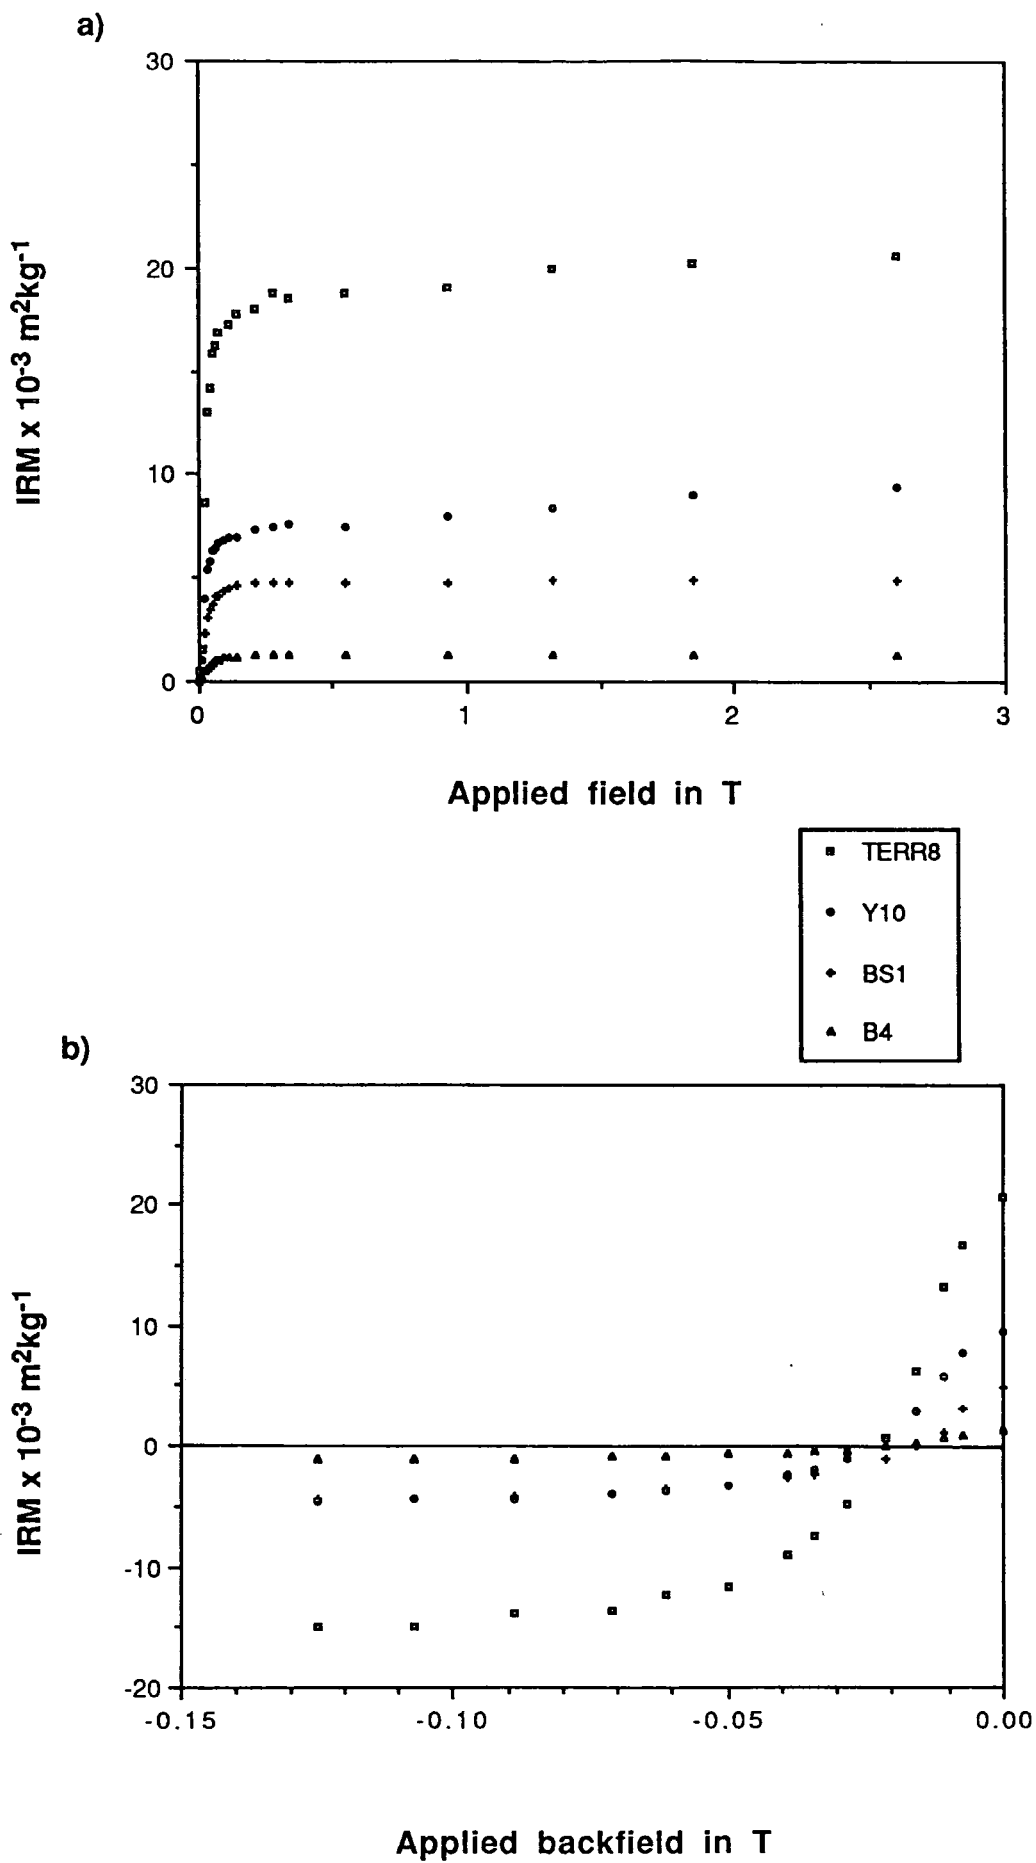 a)
30
20
10
0
IRM x 10⁻³ m²kg⁻¹
0 1 2 3
Applied field in T
TERR8
Y10
BS1
B4
b)
30
20
10
0
-10
-20
IRM x 10⁻³ m²kg⁻¹
-0.15 -0.10 -0.05 0.00
Applied backfield in T